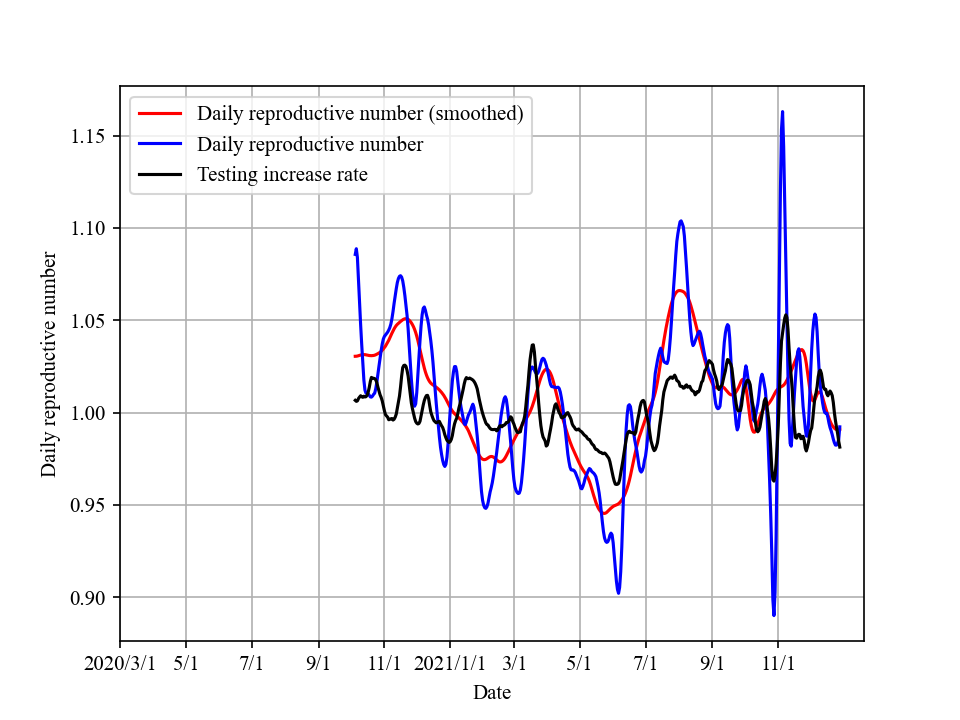 Daily reproductive number (smoothed)
Daily reproductive number
Testing increase rate
Daily reproductive number
1.15
1.10
1.05
1.00
0.95
0.90
2020/3/1 5/1 7/1 9/1 11/1 2021/1/1 3/1 5/1 7/1 9/1 11/1
Date